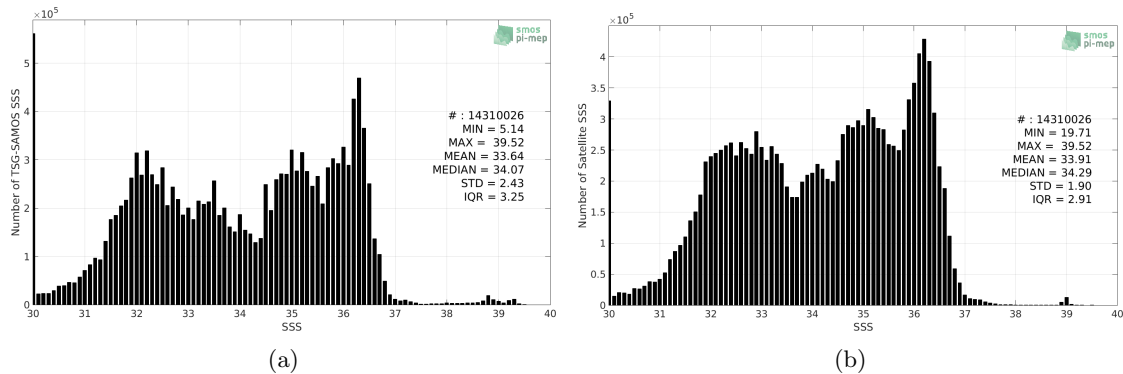 ×10^5
smos
pi-mep
Number of TSG-SAMOS SSS
5
4
3
2
1
0
# : 14310026
MIN = 5.14
MAX = 39.52
MEAN = 33.64
MEDIAN = 34.07
STD = 2.43
IQR = 3.25
30 31 32 33 34 35 36 37 38 39 40
SSS
(a)
×10^5
smos
pi-mep
Number of Satellite SSS
4
3.5
3
2.5
2
1.5
1
0.5
0
# : 14310026
MIN = 19.71
MAX = 39.52
MEAN = 33.91
MEDIAN = 34.29
STD = 1.90
IQR = 2.91
30 31 32 33 34 35 36 37 38 39 40
SSS
(b)